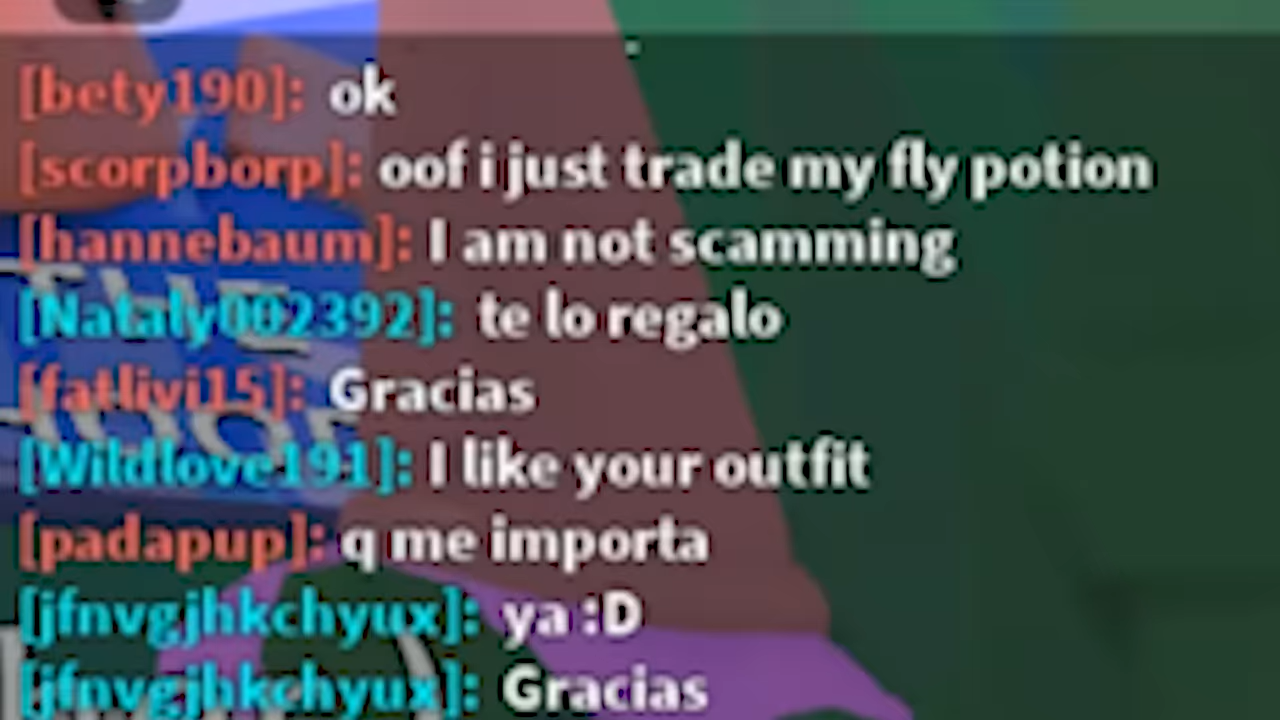 [bety190]: ok
[scorpborp]: oof i just trade my fly potion
[hannebaum]: I am not scamming
[Nataly002392]: te lo regalo
[fatlivi15]: Gracias
[Wildlove191]: I like your outfit
[padapup]: q me importa
[jfnvgjhkchyux]: ya :D
[jfnvgjhkchyux]: Gracias